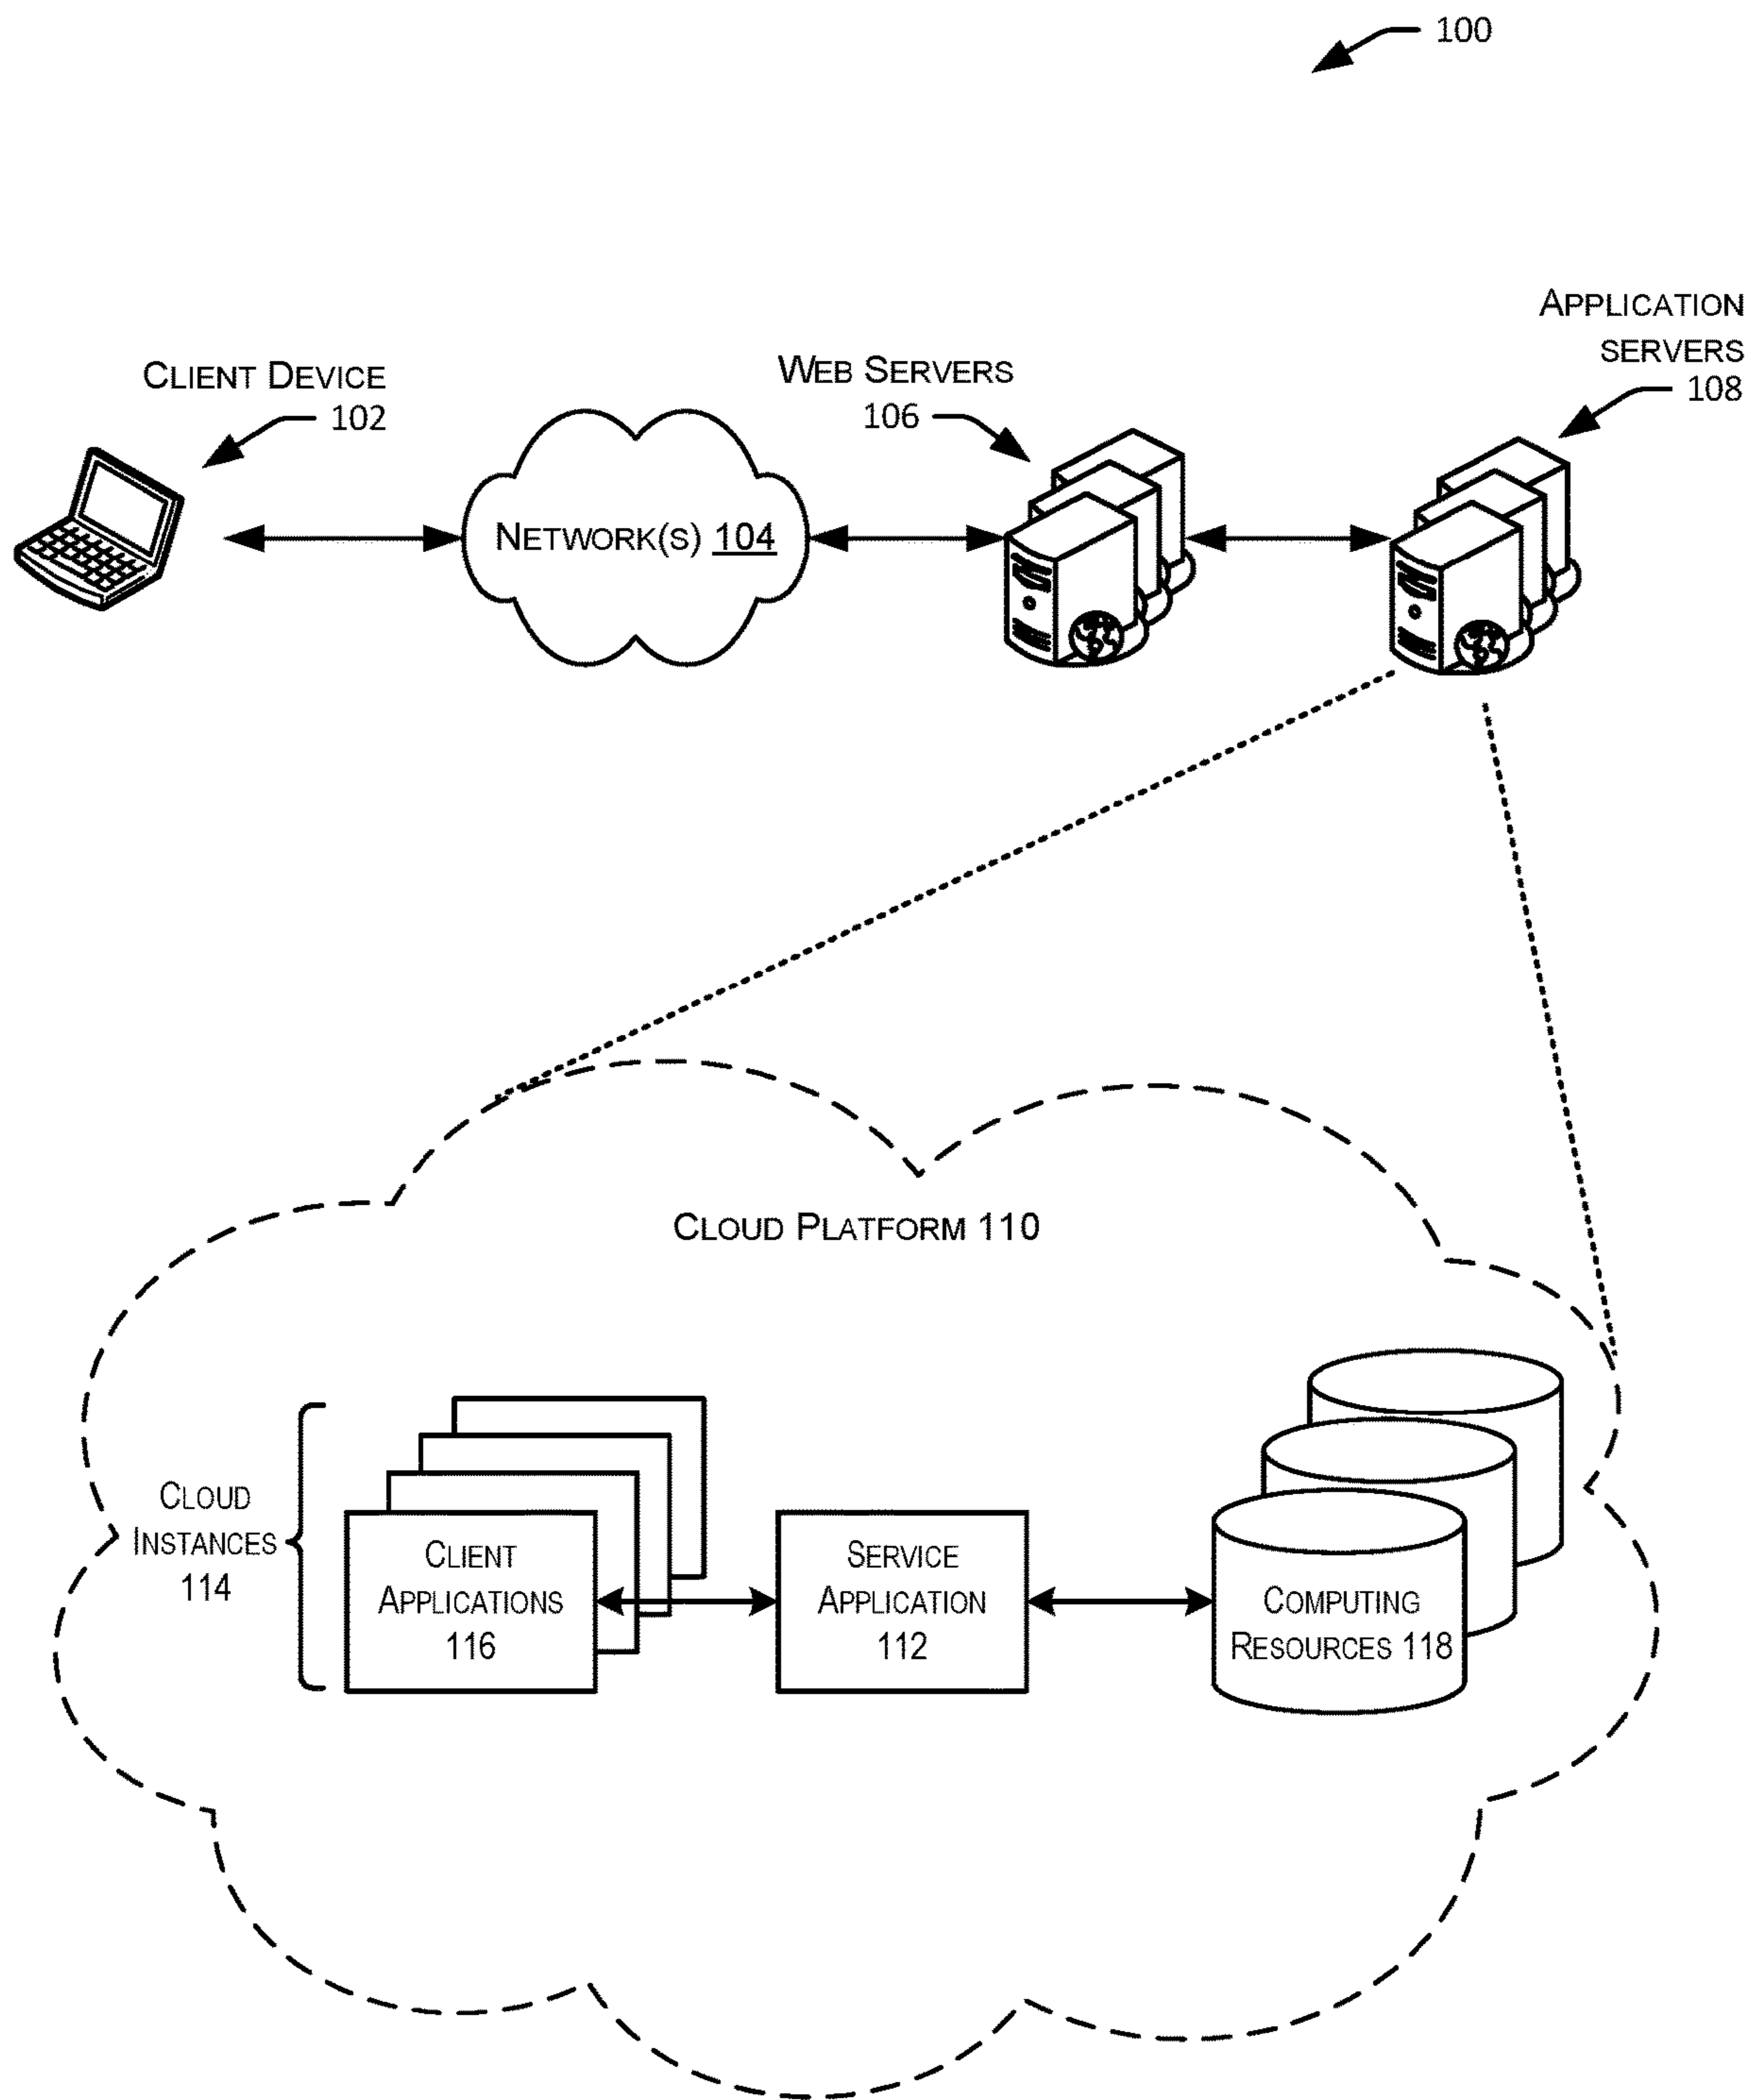 100
APPLICATION
SERVERS
108
CLIENT DEVICE
102
WEB SERVERS
106
NETWORK(S) 104
CLOUD PLATFORM 110
CLOUD
INSTANCES
114
CLIENT
APPLICATIONS
116
SERVICE
APPLICATION
112
COMPUTING
RESOURCES 118